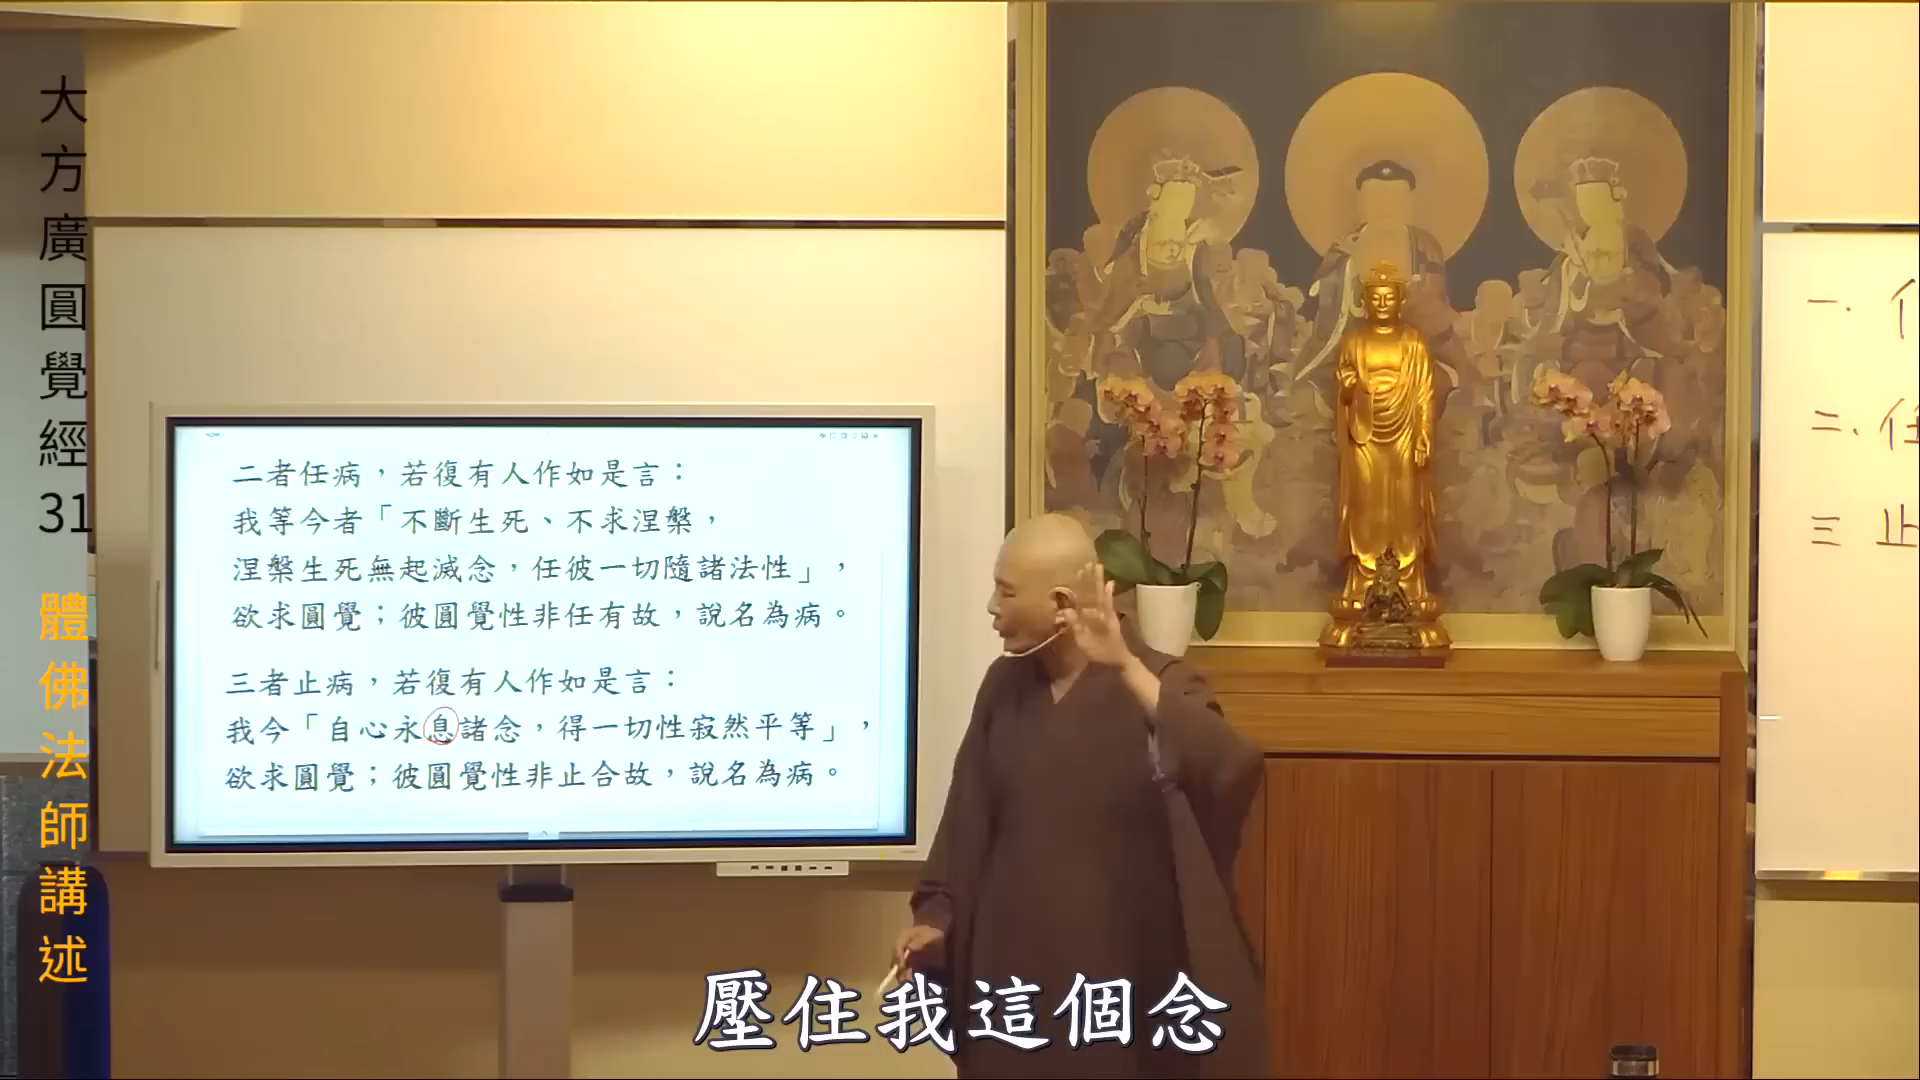 大方廣圓覺經31 體佛法師講述
二者任病,若復有人作如是言:
我等今者「不斷生死、不求涅槃,
涅槃生死無起滅念,任彼一切隨諸法性」,
欲求圓覺;彼圓覺性非任有故,說名為病。
三者止病,若復有人作如是言:
我今「自心永息諸念,得一切性寂然平等」,
欲求圓覺;彼圓覺性非止合故,說名為病。
一.
二.任
三 止
壓住我這個念